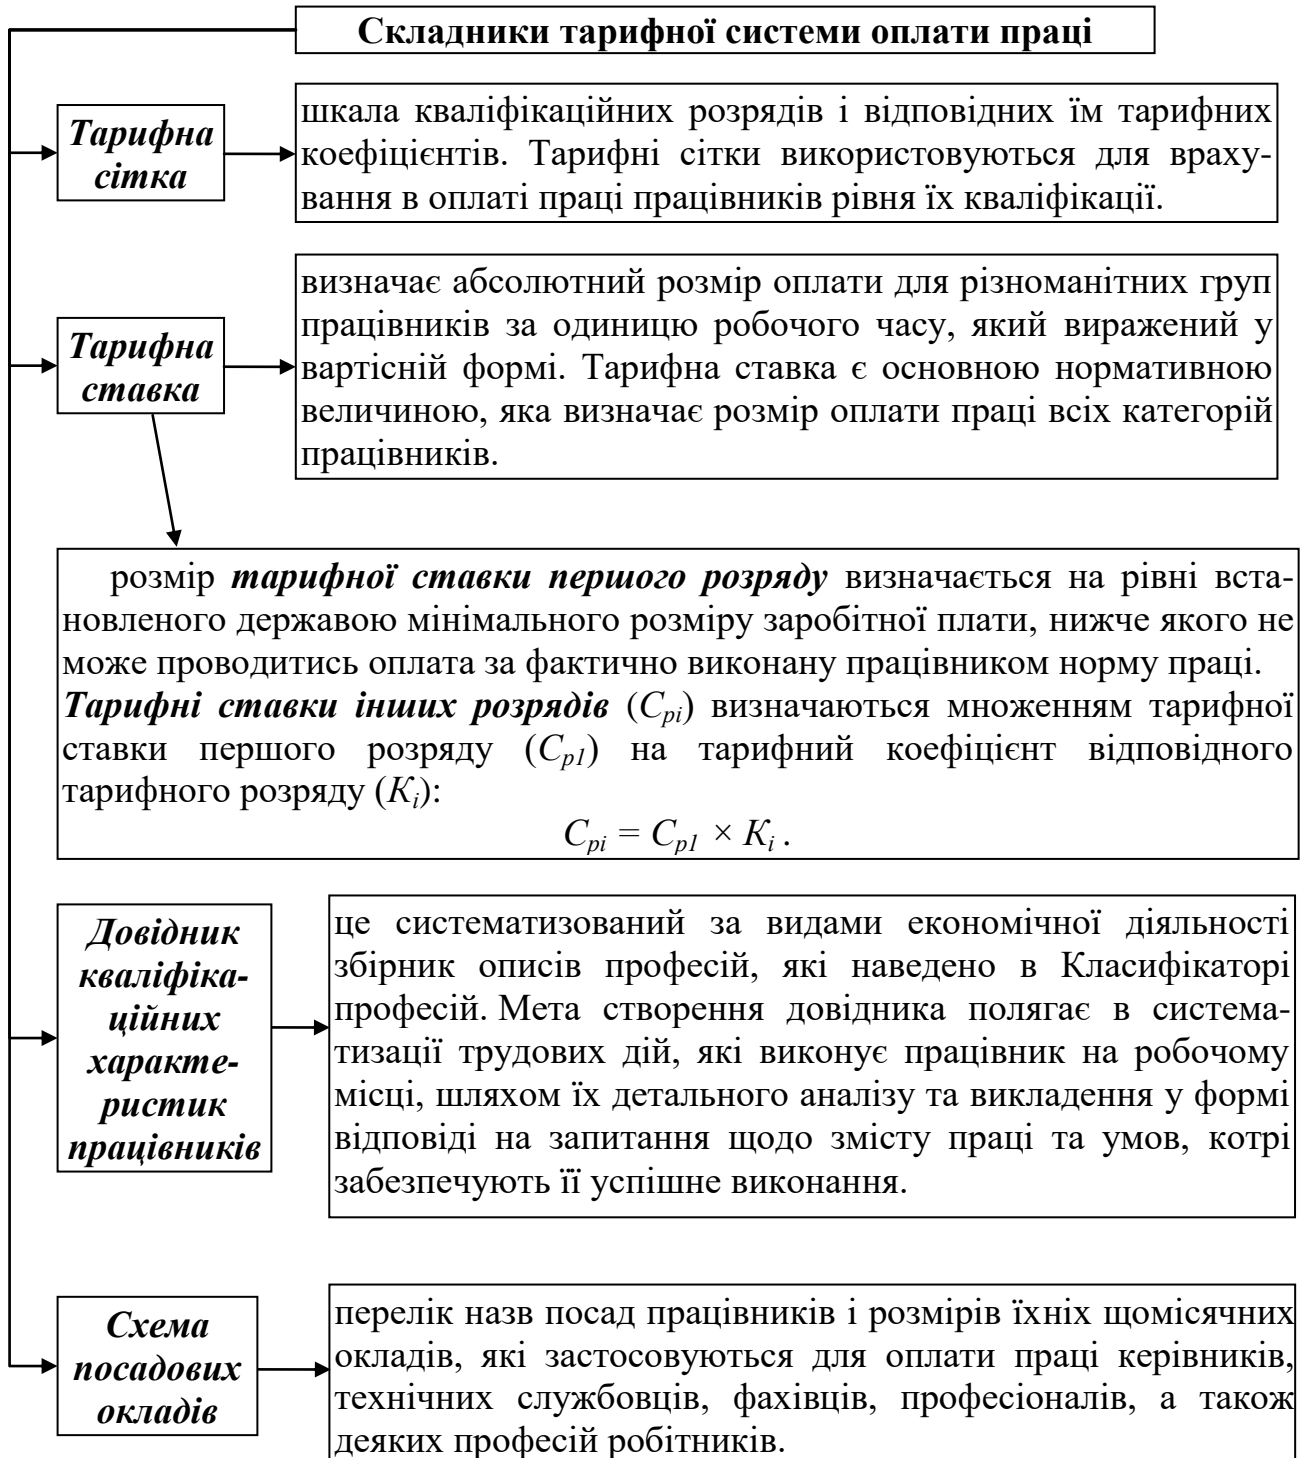 Складники тарифної системи оплати праці
Тарифна
сітка
шкала кваліфікаційних розрядів і відповідних їм тарифних
коефіцієнтів. Тарифні сітки використовуються для враху-
вання в оплаті праці працівників рівня їх кваліфікації.
Тарифна
ставка
визначає абсолютний розмір оплати для різноманітних груп
працівників за одиницю робочого часу, який виражений у
вартісній формі. Тарифна ставка є основною нормативною
величиною, яка визначає розмір оплати праці всіх категорій
працівників.
розмір тарифної ставки першого розряду визначається на рівні вста-
новленого державою мінімального розміру заробітної плати, нижче якого не
може проводитись оплата за фактично виконану працівником норму праці.
Тарифні ставки інших розрядів (Cpi) визначаються множенням тарифної
ставки першого розряду (Cp1) на тарифний коефіцієнт відповідного
тарифного розряду (Ki):
Cpi = Cp1 × Ki .
Довідник
кваліфіка-
ційних
характе-
ристик
працівників
це систематизований за видами економічної діяльності
збірник описів професій, які наведено в Класифікаторі
професій. Мета створення довідника полягає в система-
тизації трудових дій, які виконує працівник на робочому
місці, шляхом їх детального аналізу та викладення у формі
відповіді на запитання щодо змісту праці та умов, котрі
забезпечують її успішне виконання.
Схема
посадових
окладів
перелік назв посад працівників і розмірів їхніх щомісячних
окладів, які застосовуються для оплати праці керівників,
технічних службовців, фахівців, професіоналів, а також
деяких професій робітників.